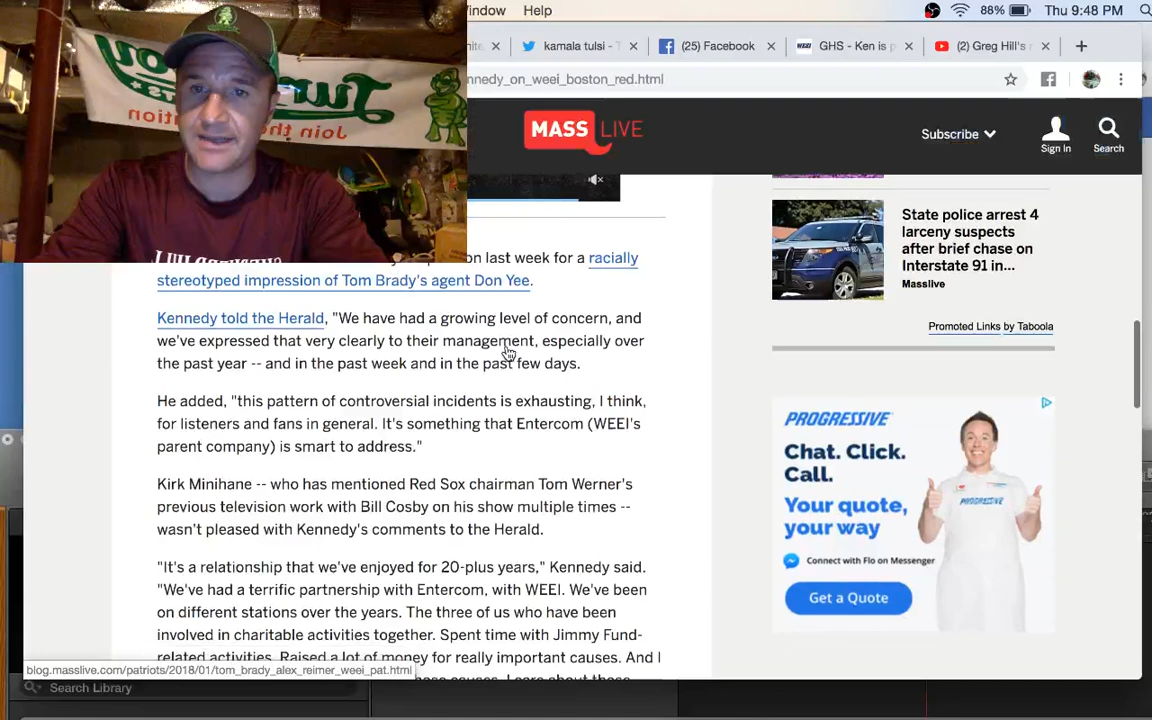 indow Help
88% Thu 9:48 PM
kamala tulsi - T
(25) Facebook
GHS - Ken is p
(2) Greg Hill's
nnedy_on_weei_boston_red.html
MASS LIVE
Subscribe
Sign In
Search
on last week for a racially
stereotyped impression of Tom Brady's agent Don Yee.
Kennedy told the Herald, "We have had a growing level of concern, and
we've expressed that very clearly to their management, especially over
the past year -- and in the past week and in the past few days.
He added, "this pattern of controversial incidents is exhausting, I think,
for listeners and fans in general. It's something that Entercom (WEEI's
parent company) is smart to address."
Kirk Minihane -- who has mentioned Red Sox chairman Tom Werner's
previous television work with Bill Cosby on his show multiple times --
wasn't pleased with Kennedy's comments to the Herald.
"It's a relationship that we've enjoyed for 20-plus years," Kennedy said.
"We've had a terrific partnership with Entercom, with WEEI. We've been
on different stations over the years. The three of us who have been
involved in charitable activities together. Spent time with Jimmy Fund-
related activities. Raised a lot of money for really important causes. And I
State police arrest 4
larceny suspects
after brief chase on
Interstate 91 in...
Masslive
Promoted Links by Taboola
PROGRESSIVE
Chat. Click.
Call.
Your quote,
your way
Connect with Flo on Messenger
Get a Quote
PROGRESSIVE
blog.masslive.com/patriots/2018/01/tom_brady_alex_reimer_weei_pat.html
Search Library
Join the